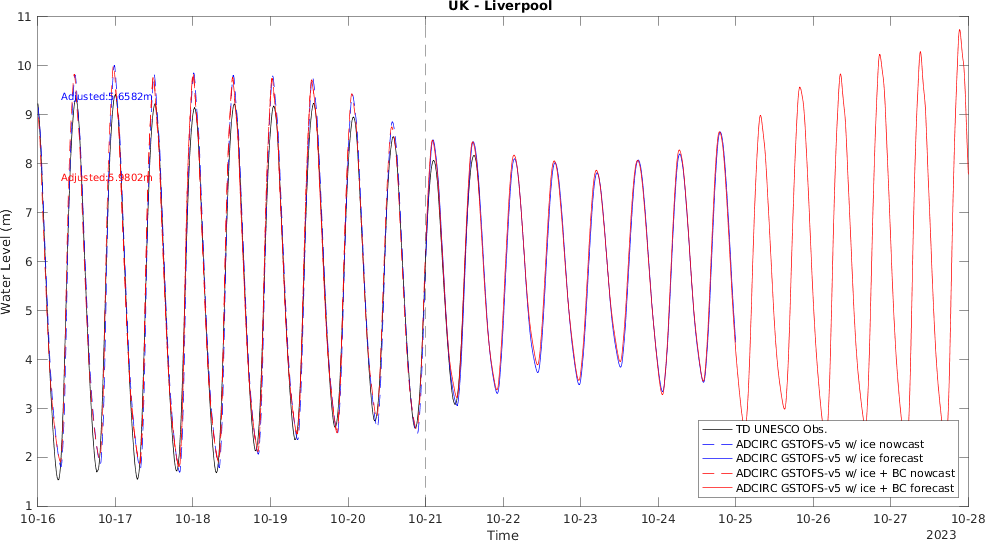 UK - Liverpool
11
10
9
8
7
6
5
4
3
2
1
Water Level (m)
Adjusted:5.6582m
Adjusted:5.9802m
TD UNESCO Obs.
ADCIRC GSTOFS-v5 w/ ice nowcast
ADCIRC GSTOFS-v5 w/ ice forecast
ADCIRC GSTOFS-v5 w/ ice + BC nowcast
ADCIRC GSTOFS-v5 w/ ice + BC forecast
10-16 10-17 10-18 10-19 10-20 10-21 10-22 10-23 10-24 10-25 10-26 10-27 10-28
Time
2023